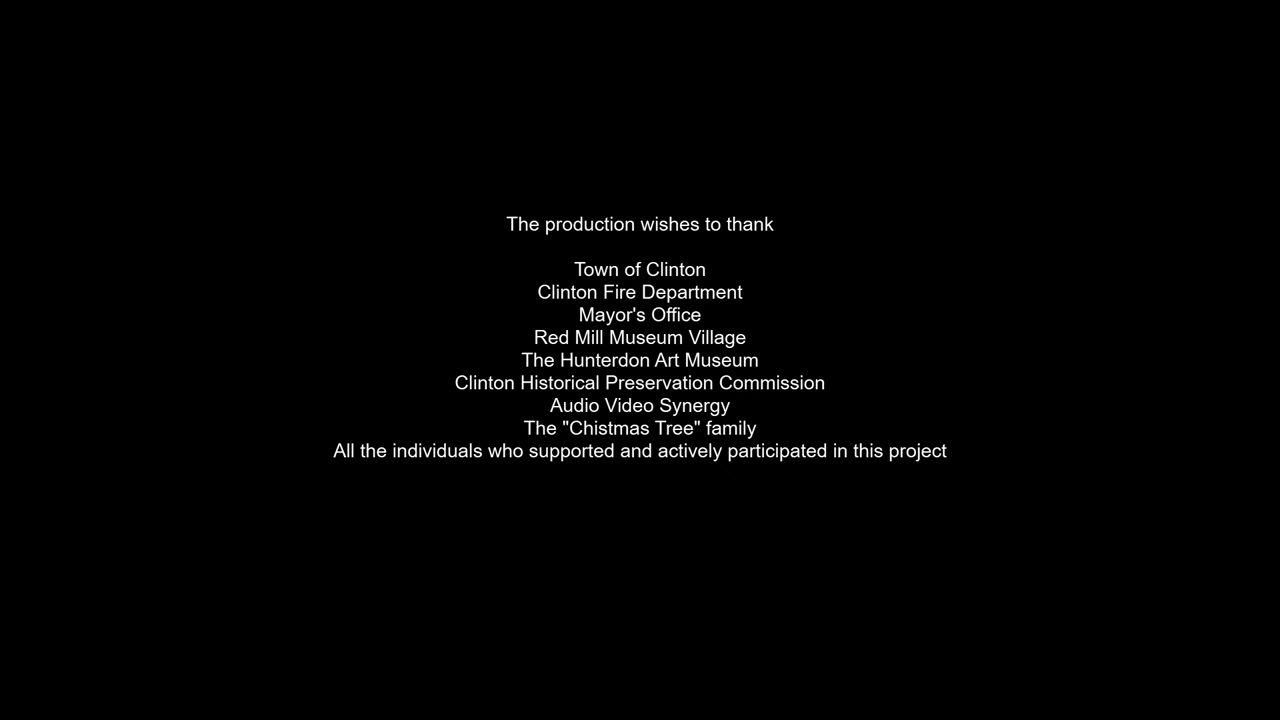 The production wishes to thank
Town of Clinton
Clinton Fire Department
Mayor's Office
Red Mill Museum Village
The Hunterdon Art Museum
Clinton Historical Preservation Commission
Audio Video Synergy
The "Chistmas Tree" family
All the individuals who supported and actively participated in this project